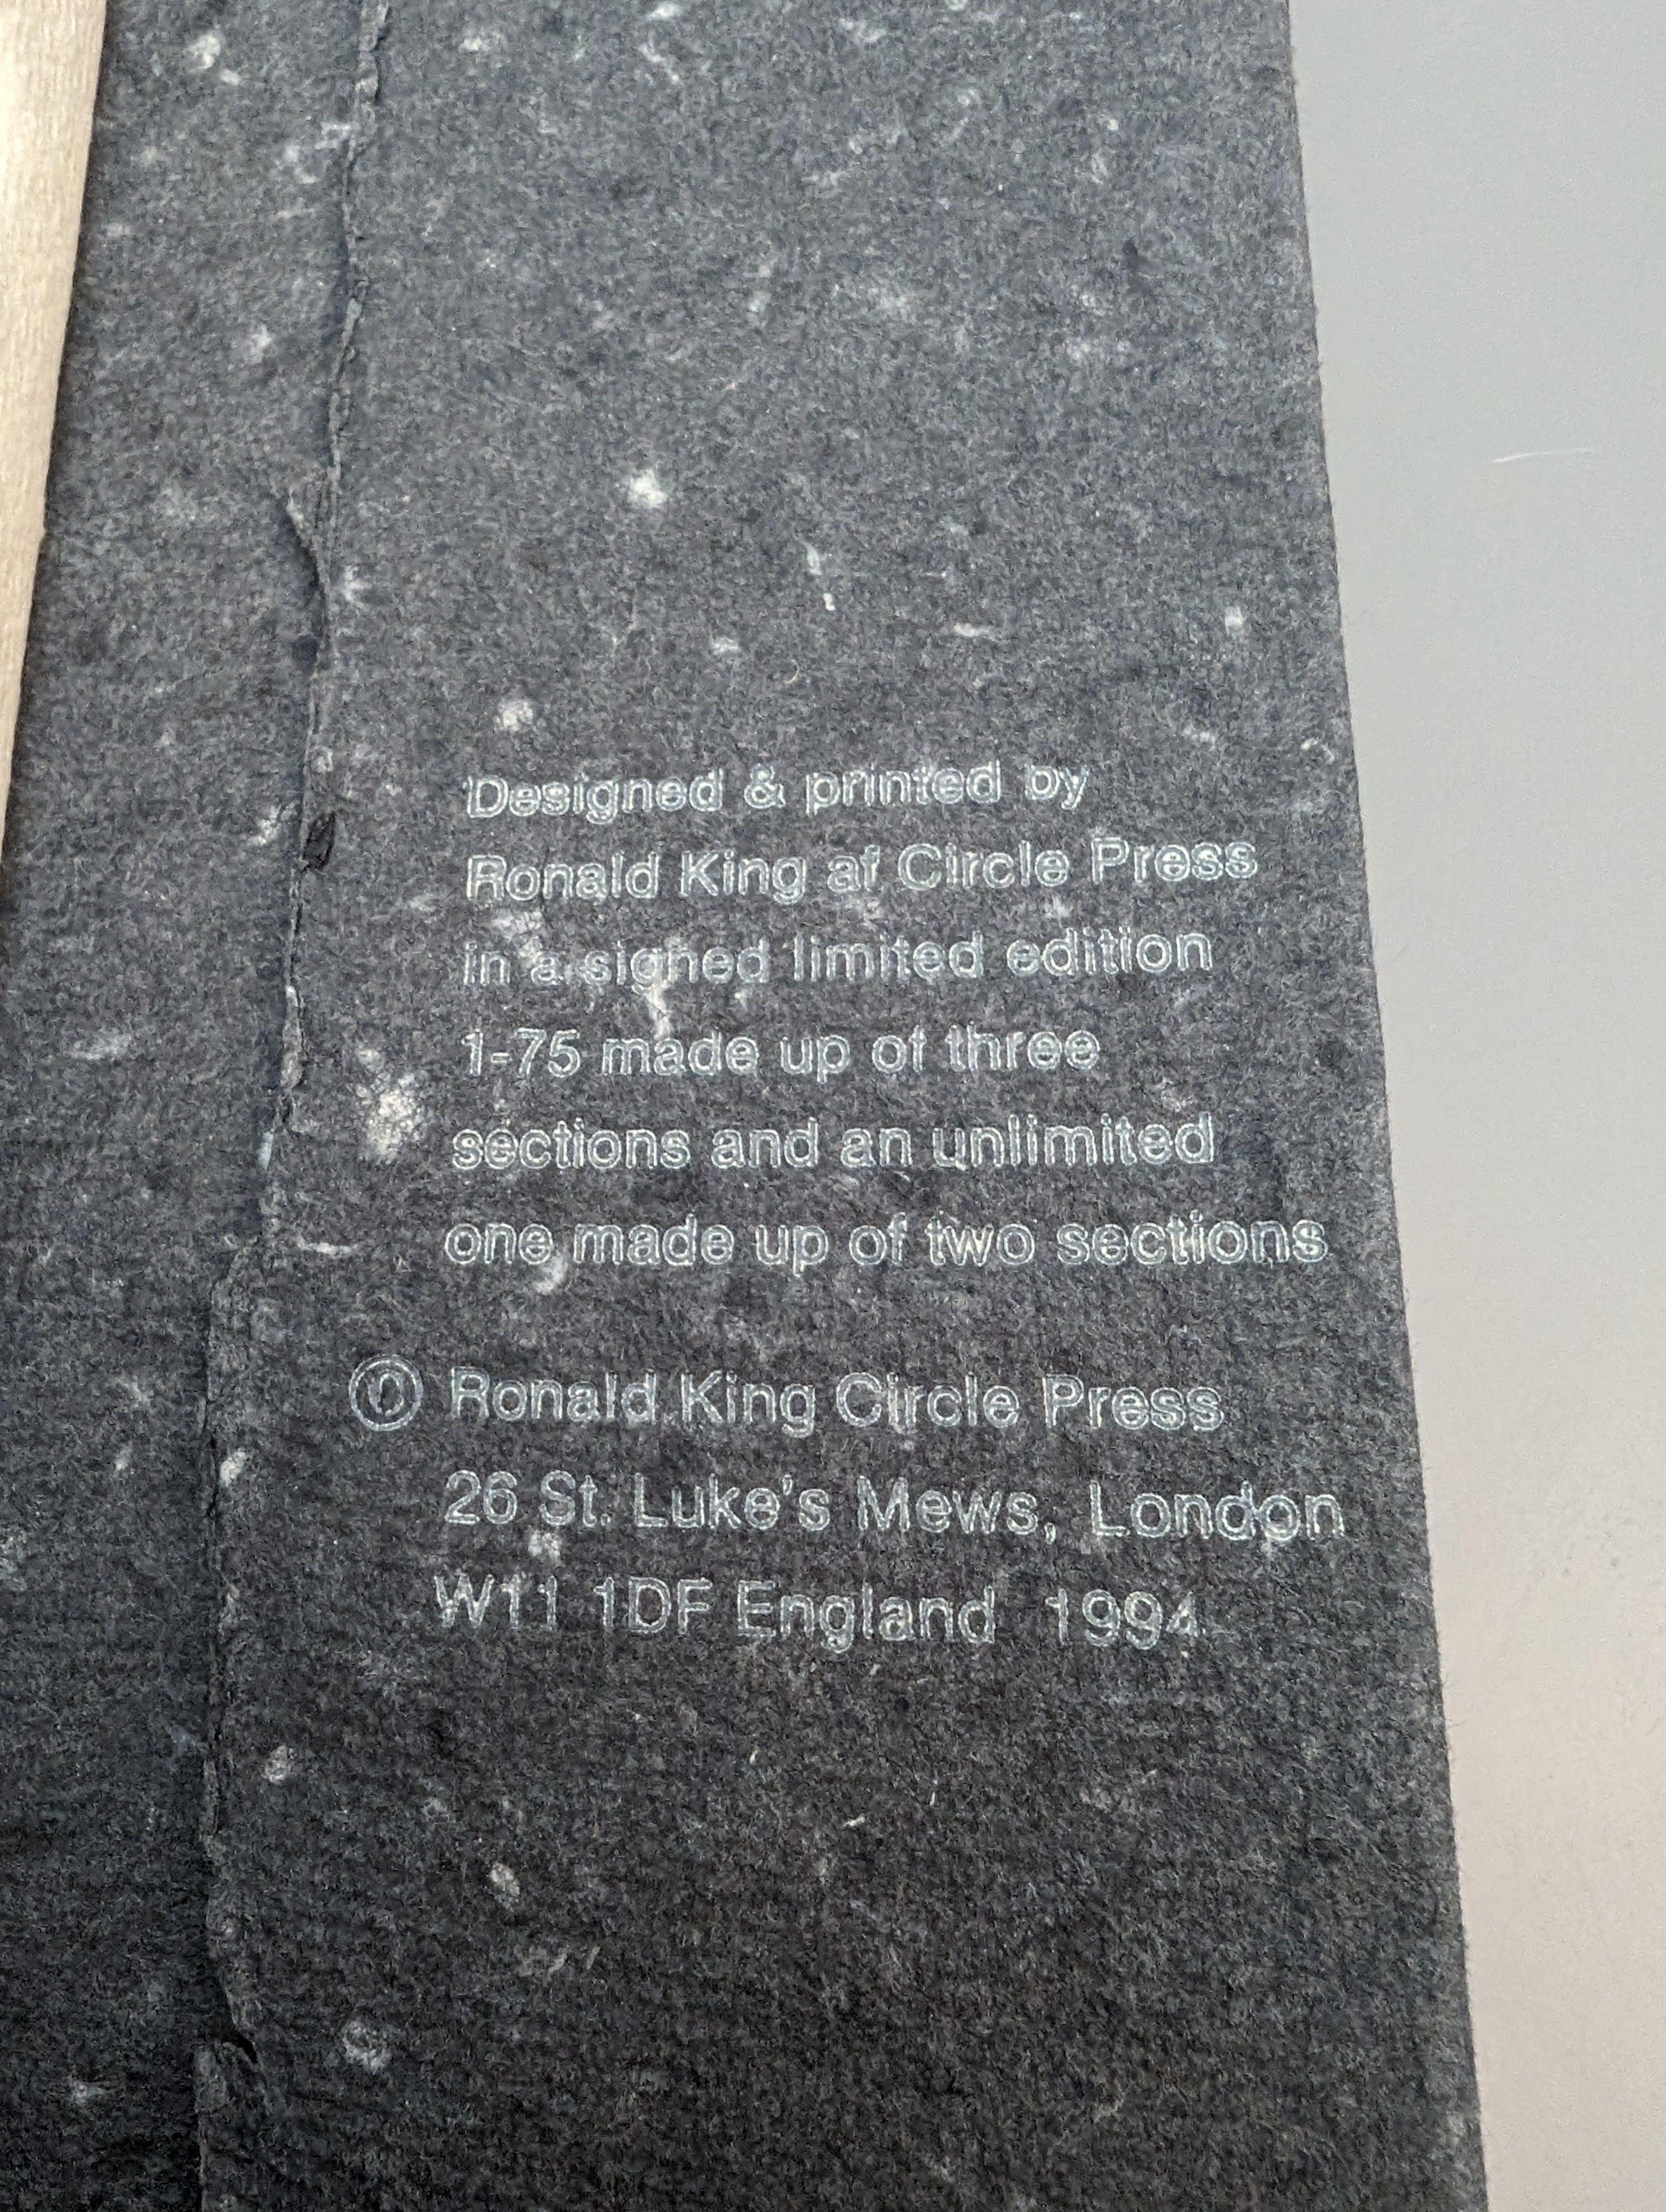 Designed & printed by
Ronald King at Circle Press
in a signed limited edition
1-75 made up of three
sections and an unlimited
one made up of two sections
© Ronald King Circle Press
26 St. Luke's Mews, London
W11 1DF England 1994